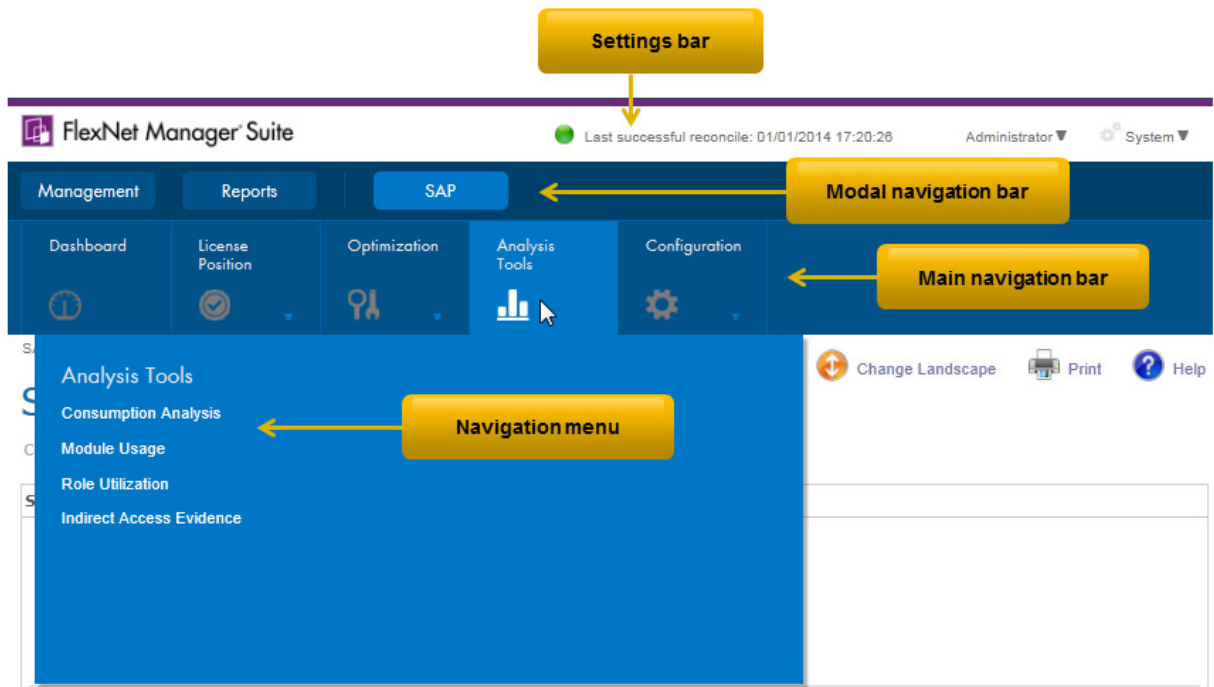 Settings bar
FlexNet Manager Suite
Last successful reconcile: 01/01/2014 17:20:26
Administrator ▼
System ▼
Management
Reports
SAP
Modal navigation bar
Dashboard
License
Position
Optimization
Analysis
Tools
Configuration
Main navigation bar
Change Landscape
Print
Help
Analysis Tools
Consumption Analysis
Navigation menu
Module Usage
Role Utilization
Indirect Access Evidence